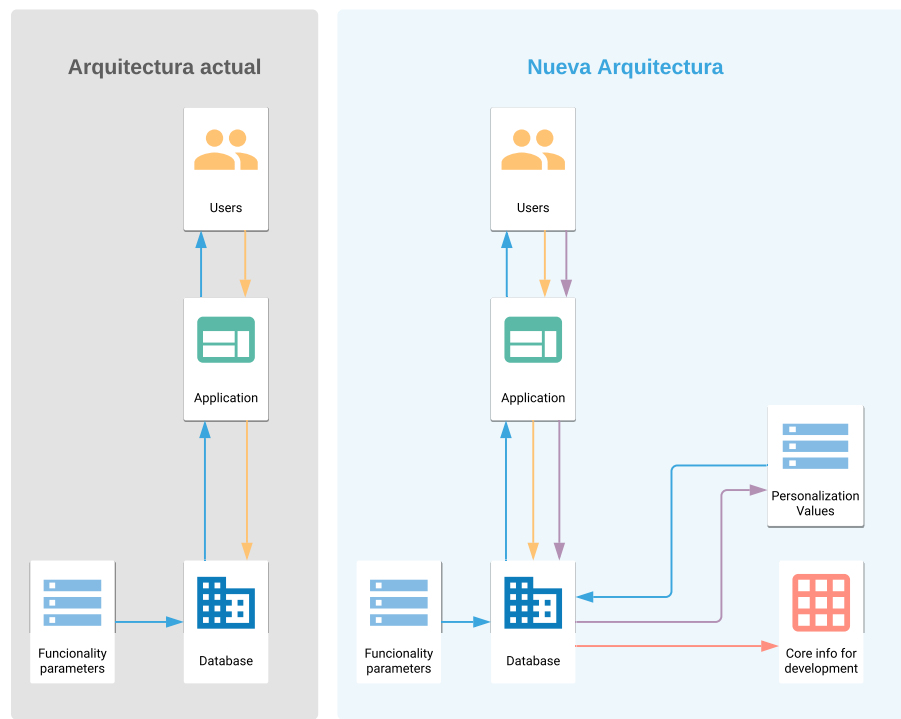 Arquitectura actual
Users
Application
Funcionality
parameters
Database
Nueva Arquitectura
Users
Application
Personalization
Values
Funcionality
parameters
Database
Core info for
development